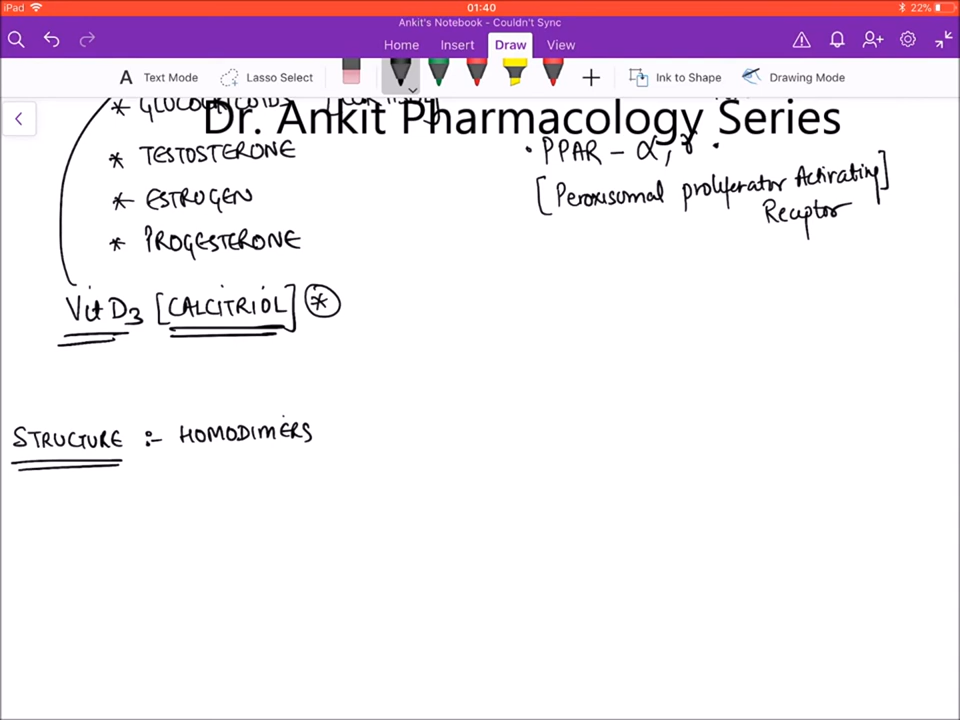 iPad 01:40 22%
Ankit's Notebook - Couldn't Sync
Home Insert Draw View
Text Mode Lasso Select Ink to Shape Drawing Mode
Dr. Ankit Pharmacology Series
* GLUCOCORTICOIDS
* TESTOSTERONE
* ESTROGEN
* PROGESTERONE
Vit D3 [CALCITRIOL] *
· PPAR – α, γ ·
[Peroxisomal proliferator Activating]
Receptor
STRUCTURE :- HOMODIMERS